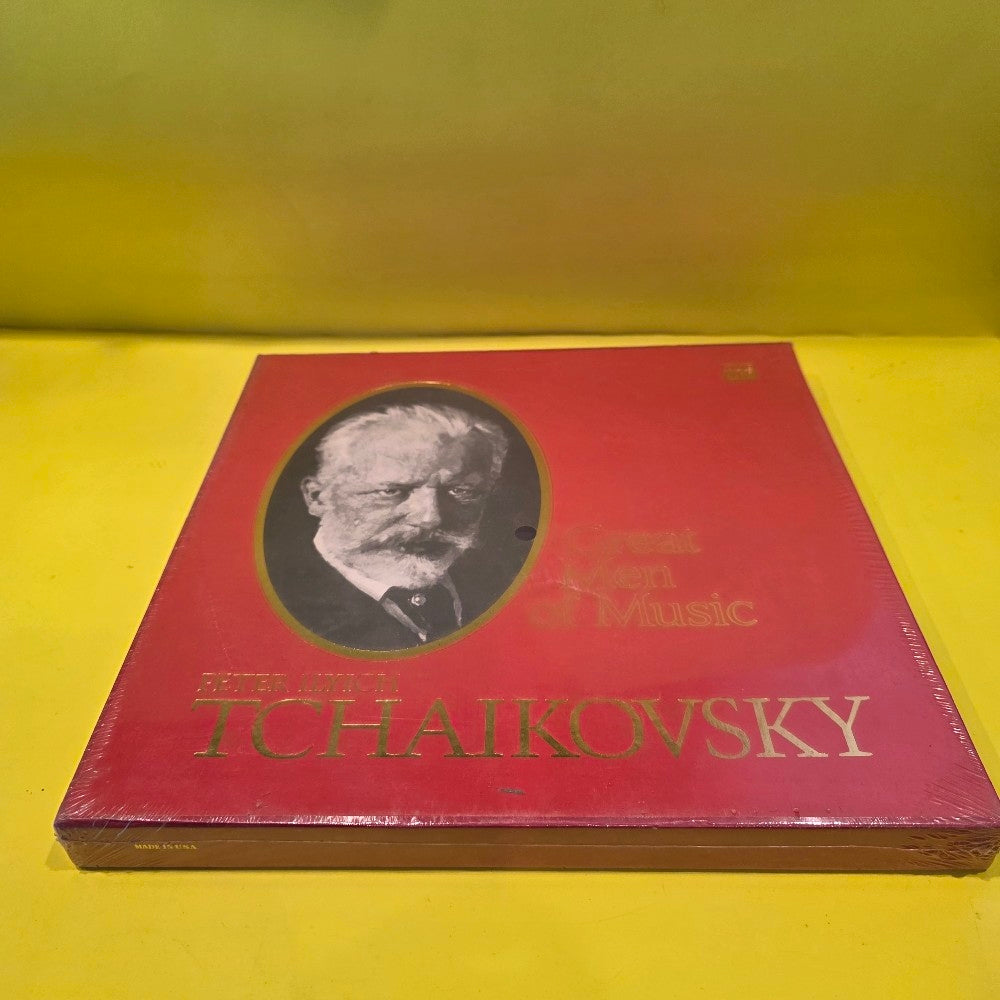 Great
Men
of Music
PETER ILYICH
TCHAIKOVSKY
MADE IN USA